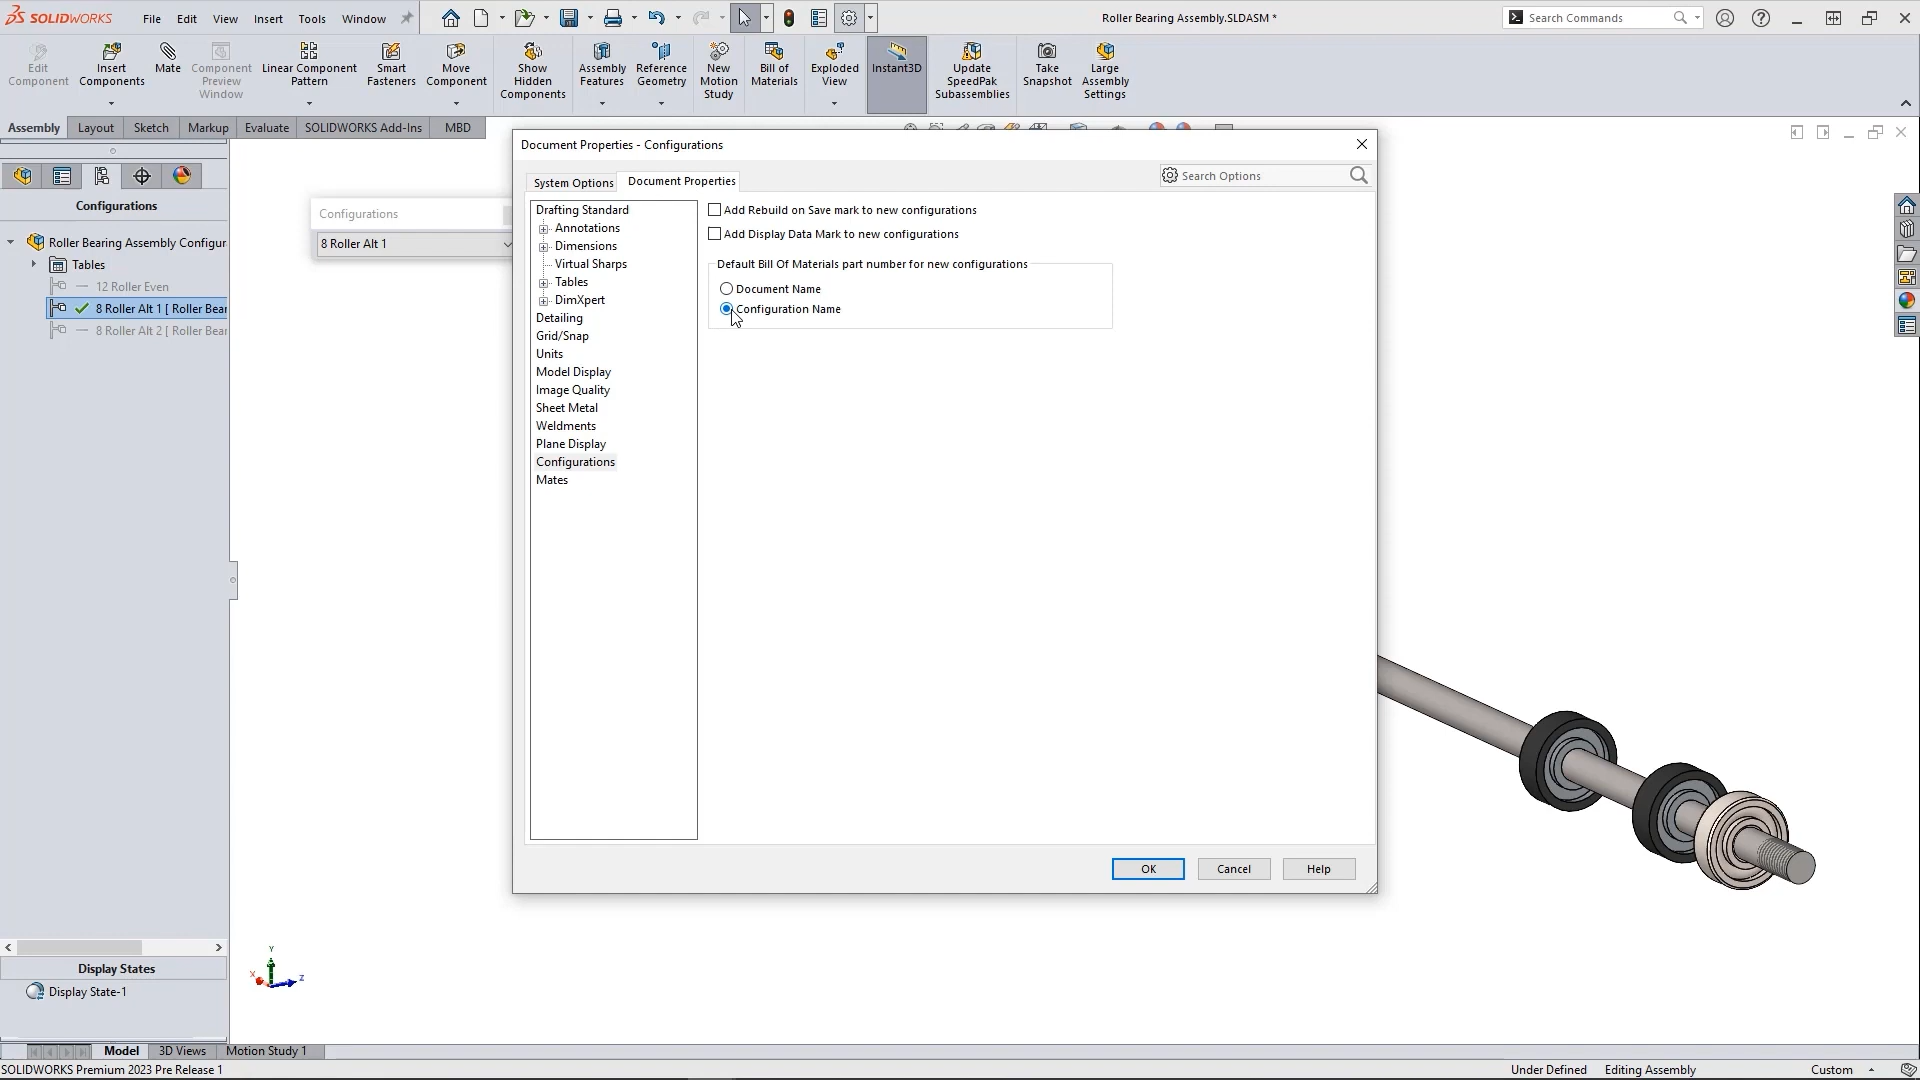 SOLIDWORKS File Edit View Insert Tools Window Roller Bearing Assembly.SLDASM * Search Commands
Edit Component
Insert Components
Mate
Component Preview Window
Linear Component Pattern
Smart Fasteners
Move Component
Show Hidden Components
Assembly Features
Reference Geometry
New Motion Study
Bill of Materials
Exploded View
Instant3D
Update SpeedPak Subassemblies
Take Snapshot
Large Assembly Settings
Assembly Layout Sketch Markup Evaluate SOLIDWORKS Add-Ins MBD
Configurations
Roller Bearing Assembly Configur
Tables
12 Roller Even
8 Roller Alt 1 [ Roller Bear
8 Roller Alt 2 [ Roller Bear
Configurations
8 Roller Alt 1
Document Properties - Configurations
System Options Document Properties
Search Options
Drafting Standard
Annotations
Dimensions
Virtual Sharps
Tables
DimXpert
Detailing
Grid/Snap
Units
Model Display
Image Quality
Sheet Metal
Weldments
Plane Display
Configurations
Mates
Add Rebuild on Save mark to new configurations
Add Display Data Mark to new configurations
Default Bill Of Materials part number for new configurations
Document Name
Configuration Name
OK Cancel Help
Display States
Display State-1
Y
X
Z
Model 3D Views Motion Study 1
SOLIDWORKS Premium 2023 Pre Release 1 Under Defined Editing Assembly Custom